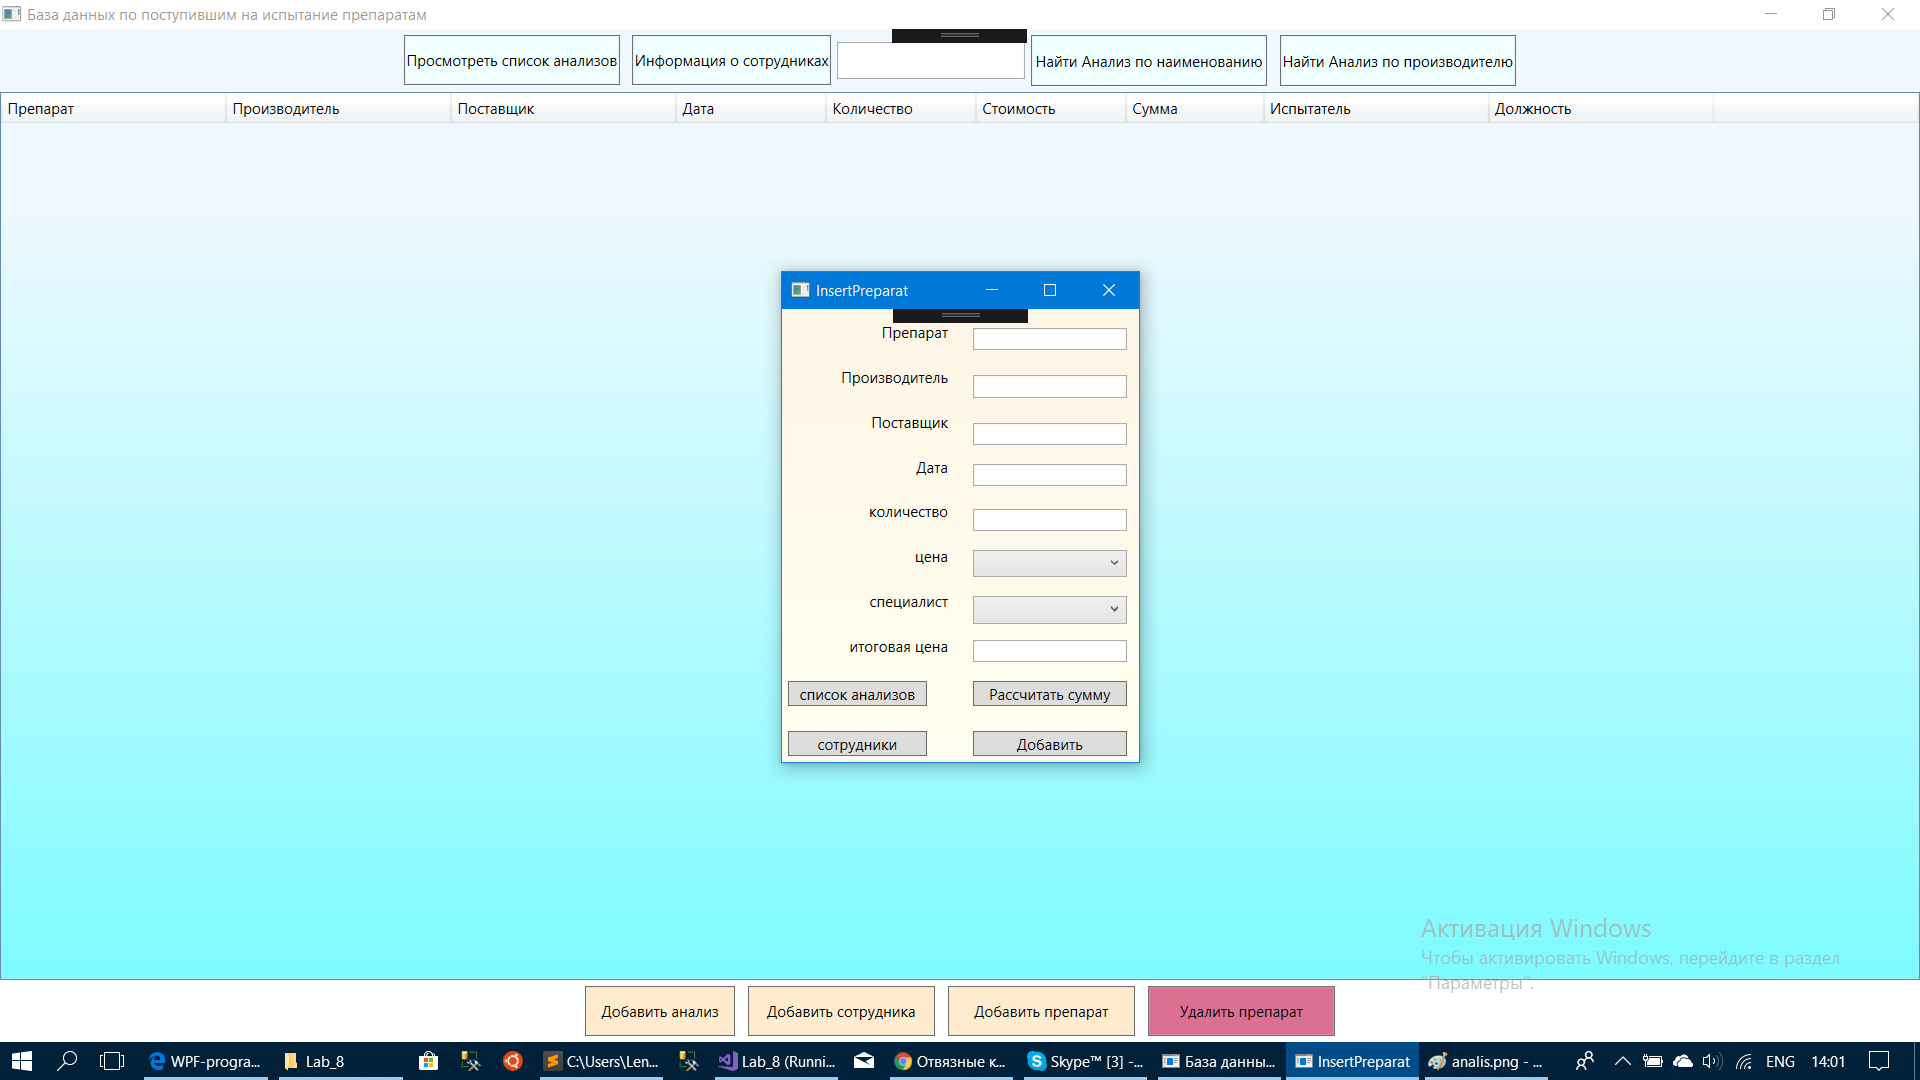 База данных по поступившим на испытание препаратам
Просмотреть список анализов
Информация о сотрудниках
Найти Анализ по наименованию
Найти Анализ по производителю
Препарат Производитель Поставщик Дата Количество Стоимость Сумма Испытатель Должность
InsertPreparat
Препарат
Производитель
Поставщик
Дата
количество
цена
специалист
итоговая цена
список анализов Рассчитать сумму
сотрудники Добавить
Активация Windows
Чтобы активировать Windows, перейдите в раздел
"Параметры".
Добавить анализ Добавить сотрудника Добавить препарат Удалить препарат
WPF-progra... Lab_8 C:\Users\Len... Lab_8 (Runni... Отвязные к... Skype™ [3] -... База данны... InsertPreparat analis.png - ... ENG 14:01